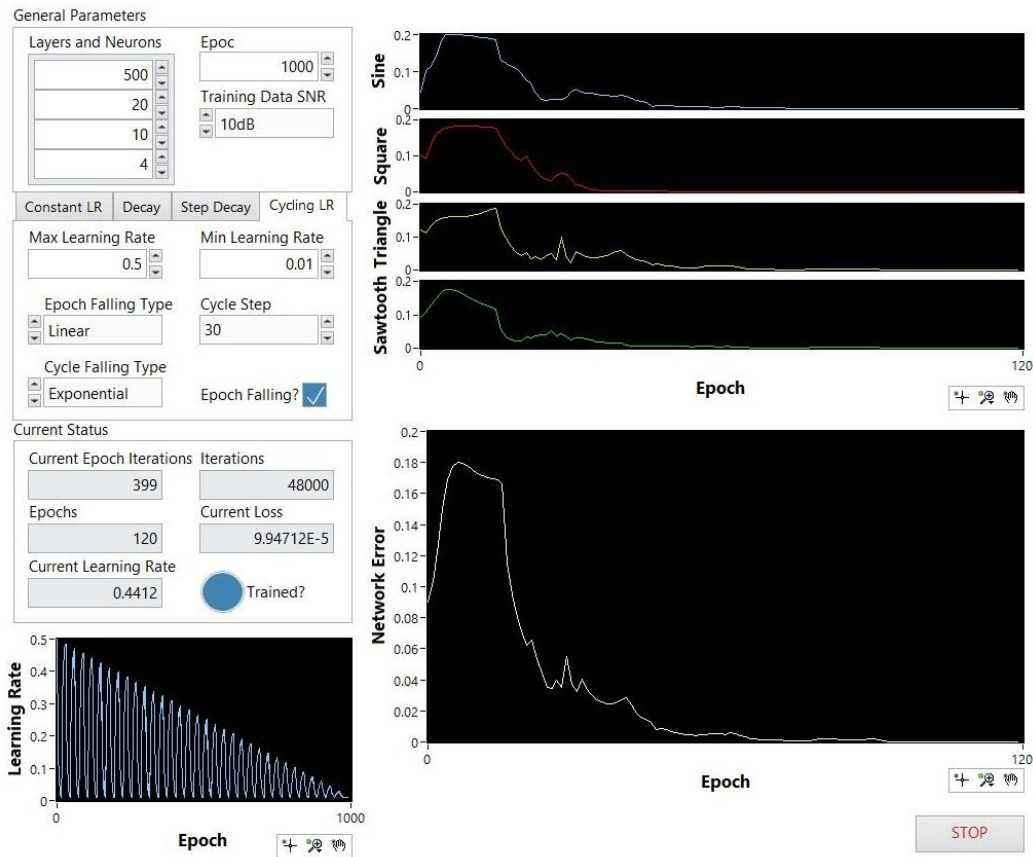 General Parameters
Layers and Neurons
500
20
10
4
Epoc
1000
Training Data SNR
10dB
Constant LR Decay Step Decay Cycling LR
Max Learning Rate Min Learning Rate
0.5 0.01
Epoch Falling Type Cycle Step
Linear 30
Cycle Falling Type
Exponential Epoch Falling?
Current Status
Current Epoch Iterations Iterations
399 48000
Epochs Current Loss
120 9.94712E-5
Current Learning Rate
0.4412 Trained?
Learning Rate
0.5
0.4
0.3
0.2
0.1
0
0 1000
Epoch
Sine
0.2
0.1
0
Square
0.2
0.1
0
Triangle
0.2
0.1
0
Sawtooth
0.2
0.1
0
0 120
Epoch
Network Error
0.2
0.18
0.16
0.14
0.12
0.1
0.08
0.06
0.04
0.02
0
0 120
Epoch
STOP